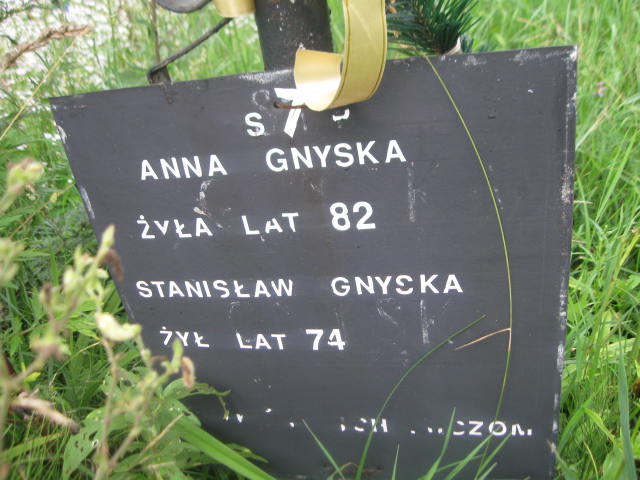 ANNA GNYSKA
ŻYŁA LAT 82
STANISŁAW GNYSKA
ŻYŁ LAT 74